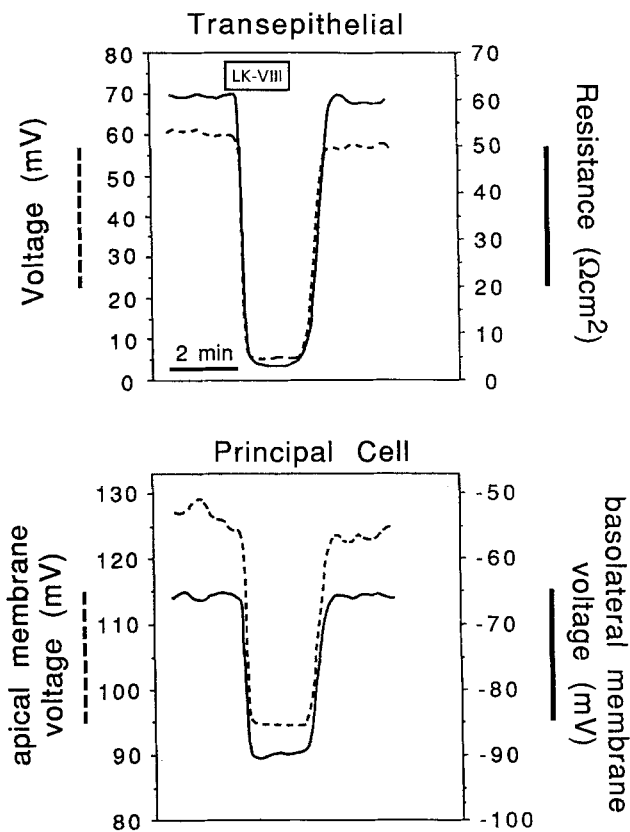 Transepithelial
80
70
60
50
40
30
20
10
0
Voltage (mV)
LK-VIII
2 min
70
60
50
40
30
20
10
0
Resistance (Ωcm²)
Principal Cell
130
120
110
100
90
80
apical membrane
voltage (mV)
-50
-60
-70
-80
-90
-100
basolateral membrane
voltage (mV)